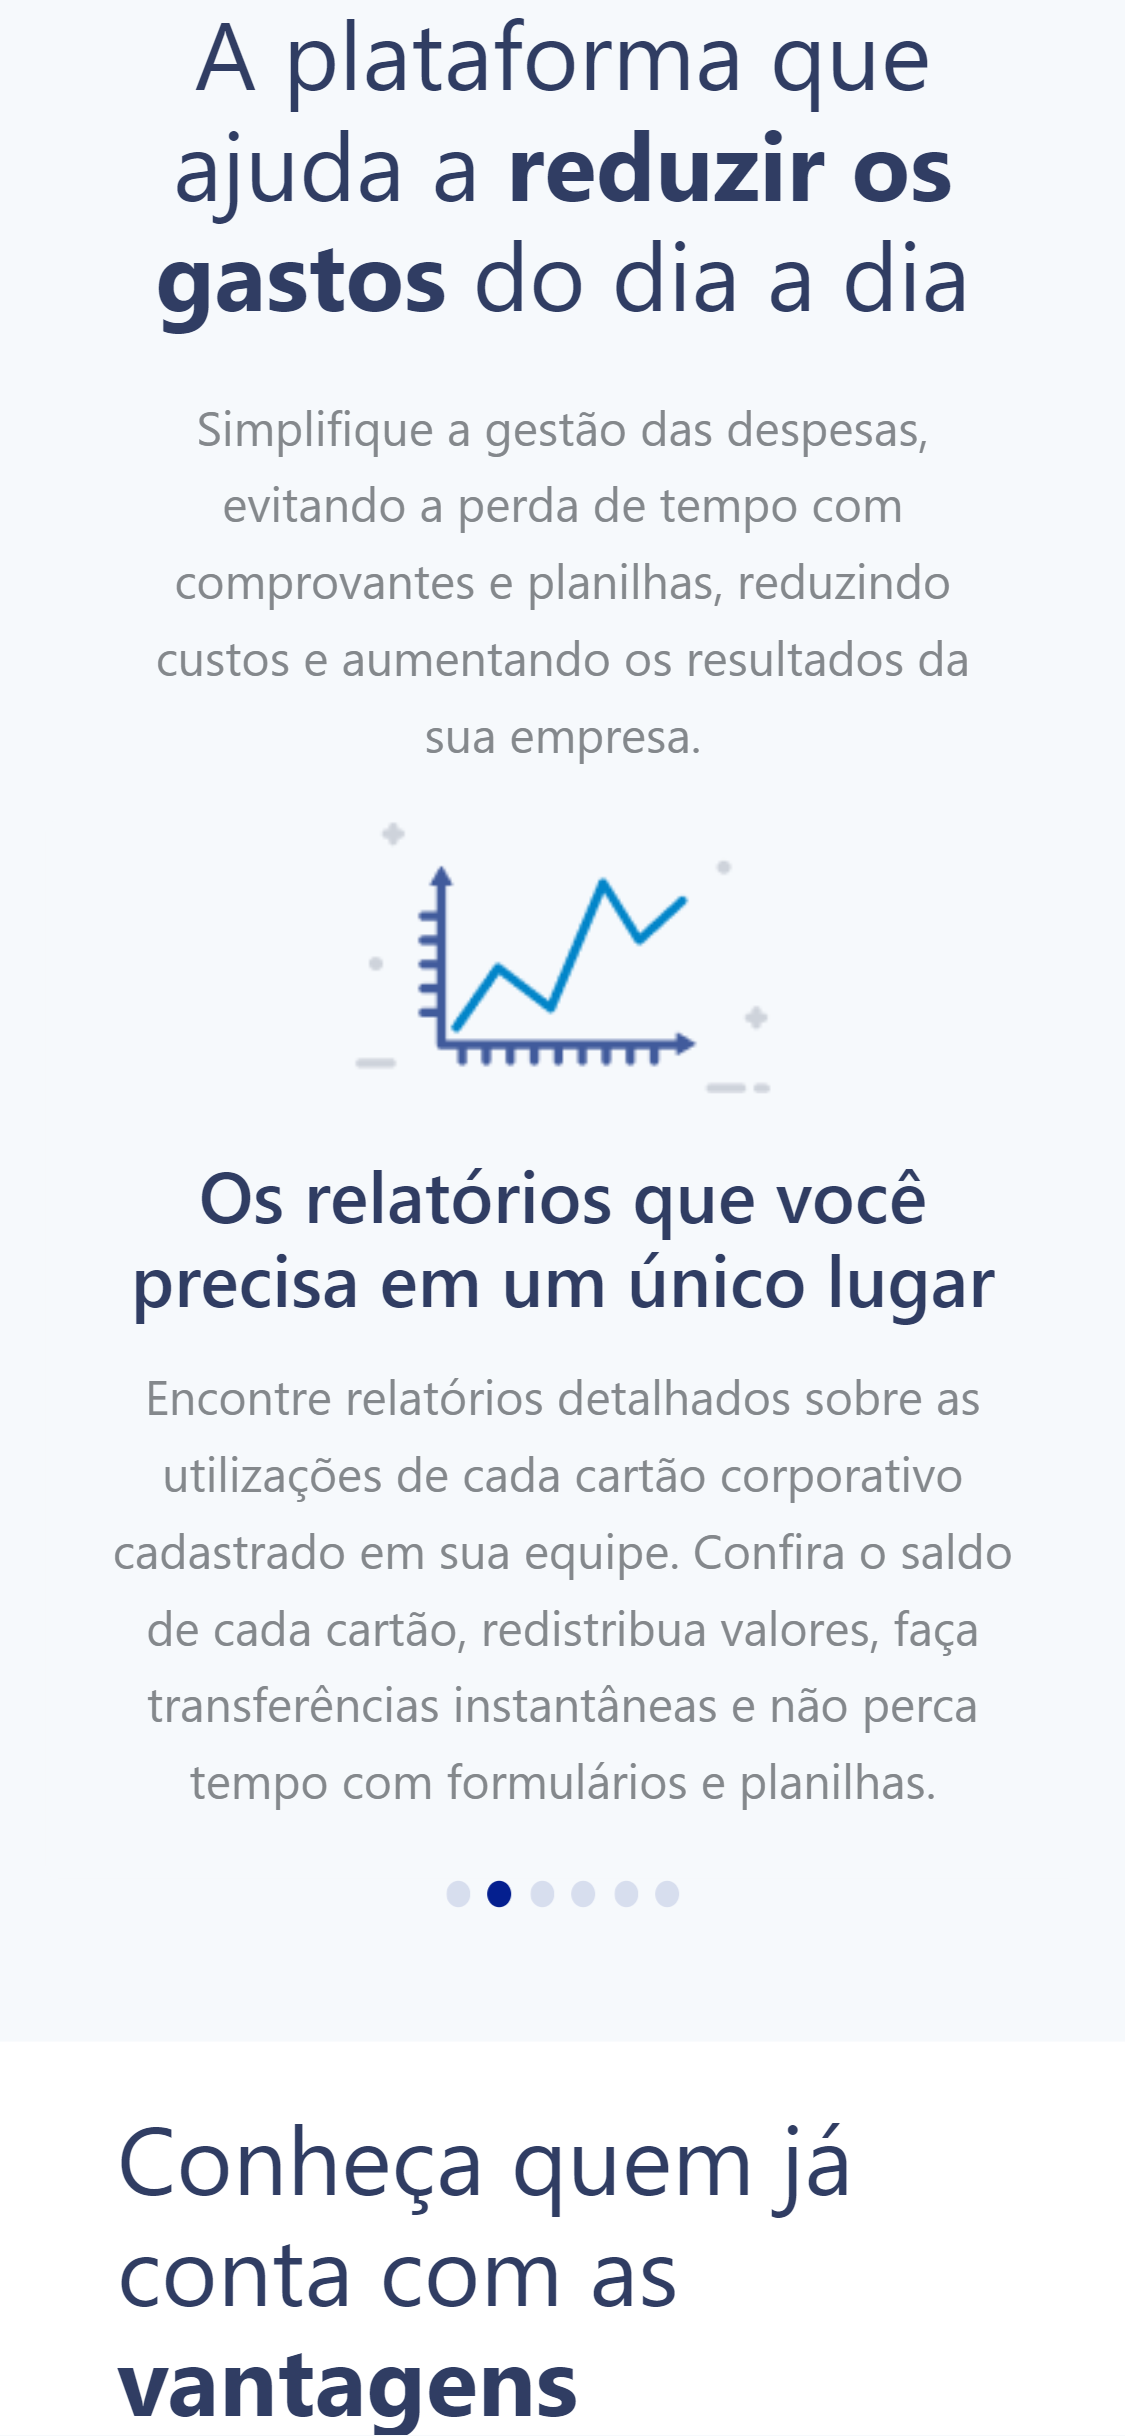 A plataforma que
ajuda a reduzir os
gastos do dia a dia
Simplifique a gestão das despesas,
evitando a perda de tempo com
comprovantes e planilhas, reduzindo
custos e aumentando os resultados da
sua empresa.
Os relatórios que você
precisa em um único lugar
Encontre relatórios detalhados sobre as
utilizações de cada cartão corporativo
cadastrado em sua equipe. Confira o saldo
de cada cartão, redistribua valores, faça
transferências instantâneas e não perca
tempo com formulários e planilhas.
Conheça quem já
conta com as
vantagens